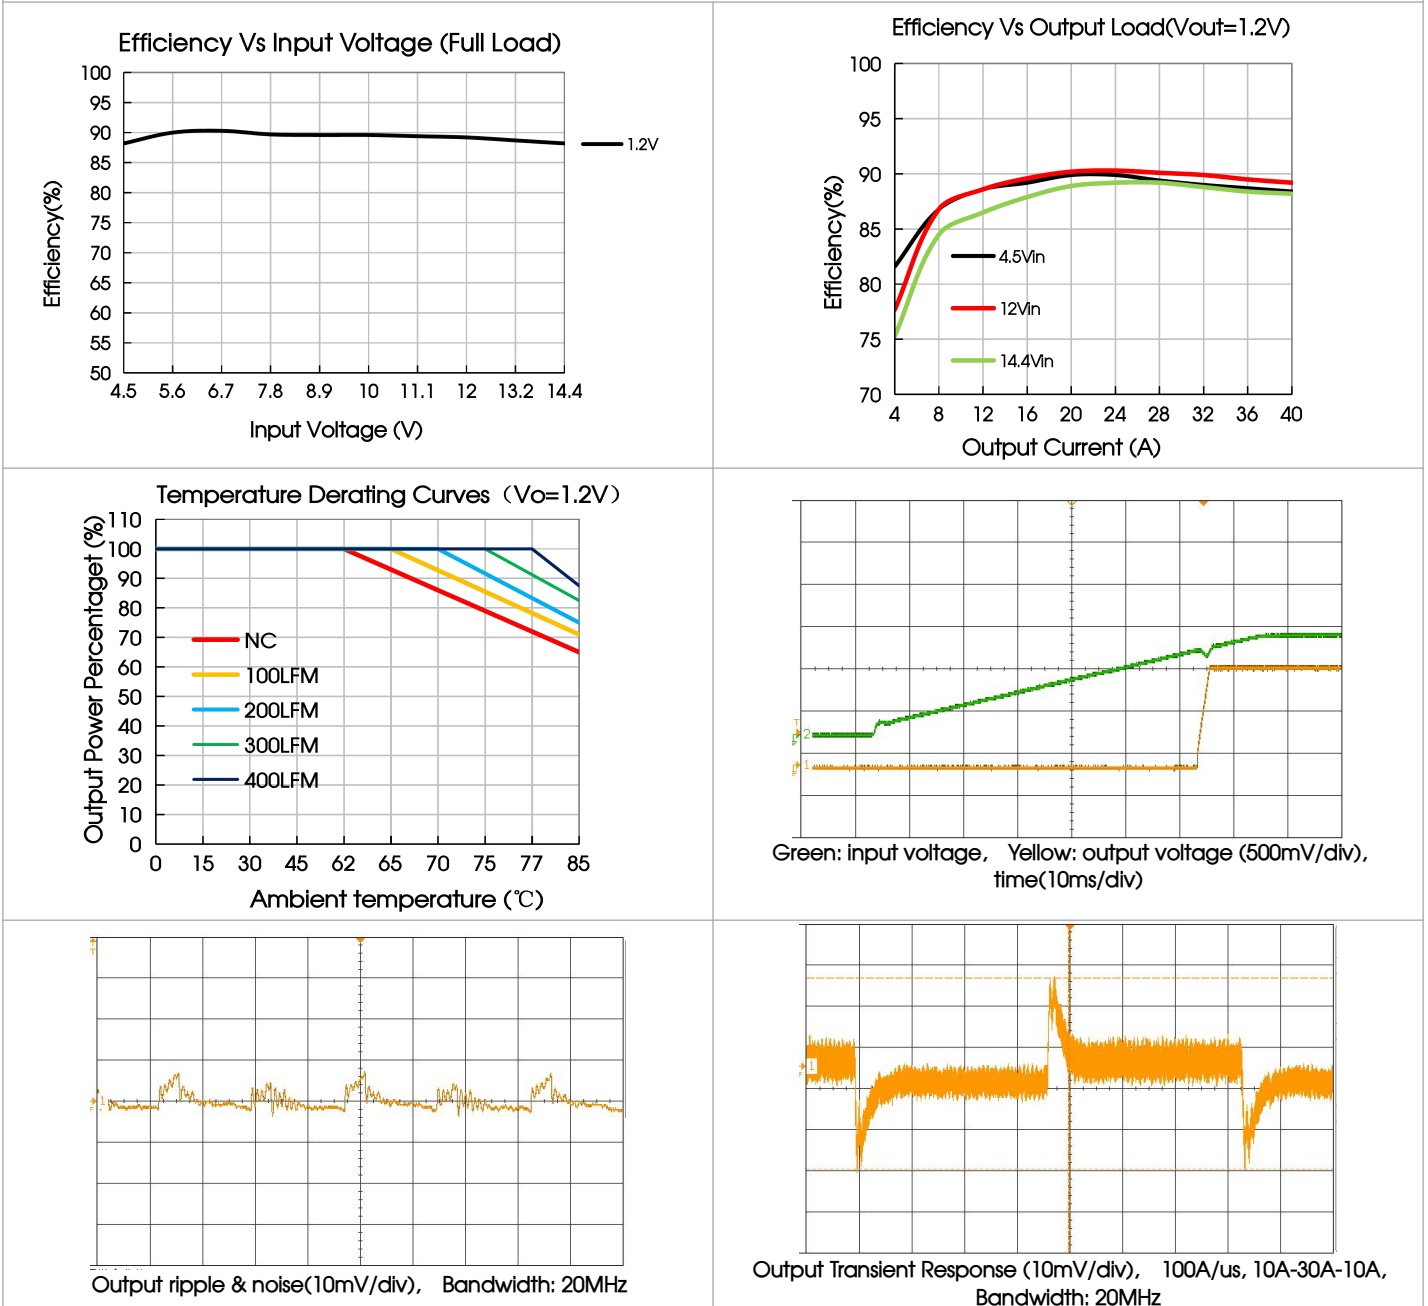 Efficiency Vs Input Voltage (Full Load)
100
95
90
85
80
75
70
65
60
55
50
Efficiency(%)
4.5 5.6 6.7 7.8 8.9 10 11.1 12 13.2 14.4
Input Voltage (V)
1.2V
Efficiency Vs Output Load(Vout=1.2V)
100
95
90
85
80
75
70
Efficiency(%)
4.5Vin
12Vin
14.4Vin
4 8 12 16 20 24 28 32 36 40
Output Current (A)
Temperature Derating Curves（Vo=1.2V）
110
100
90
80
70
60
50
40
30
20
10
0
Output Power Percentaget (%)
NC
100LFM
200LFM
300LFM
400LFM
0 15 30 45 62 65 70 75 77 85
Ambient temperature (℃)
T
2
1
Green: input voltage, Yellow: output voltage (500mV/div),
time(10ms/div)
T
1
Output ripple & noise(10mV/div), Bandwidth: 20MHz
1
Output Transient Response (10mV/div), 100A/us, 10A-30A-10A,
Bandwidth: 20MHz